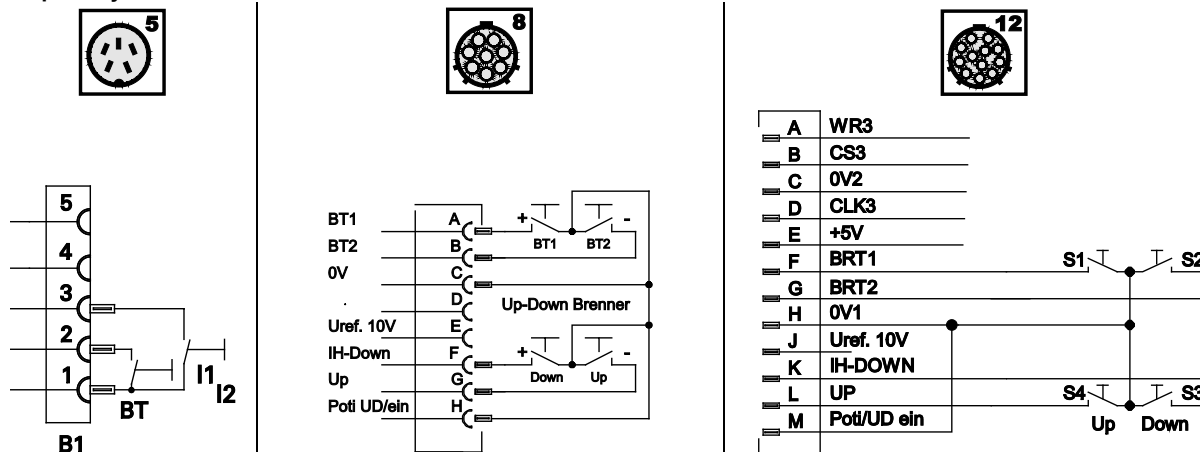 5
8
12
5
4
3
2
1
BT
I1
I2
B1
BT1
BT2
0V
.
Uref. 10V
IH-Down
Up
Poti UD/ein
A
B
C
D
E
F
G
H
+
-
BT1
BT2
Up-Down Brenner
+
-
Down
Up
A WR3
B CS3
C 0V2
D CLK3
E +5V
F BRT1
G BRT2
H 0V1
J Uref. 10V
K IH-DOWN
L UP
M Poti/UD ein
S1
S2
S4
S3
Up
Down